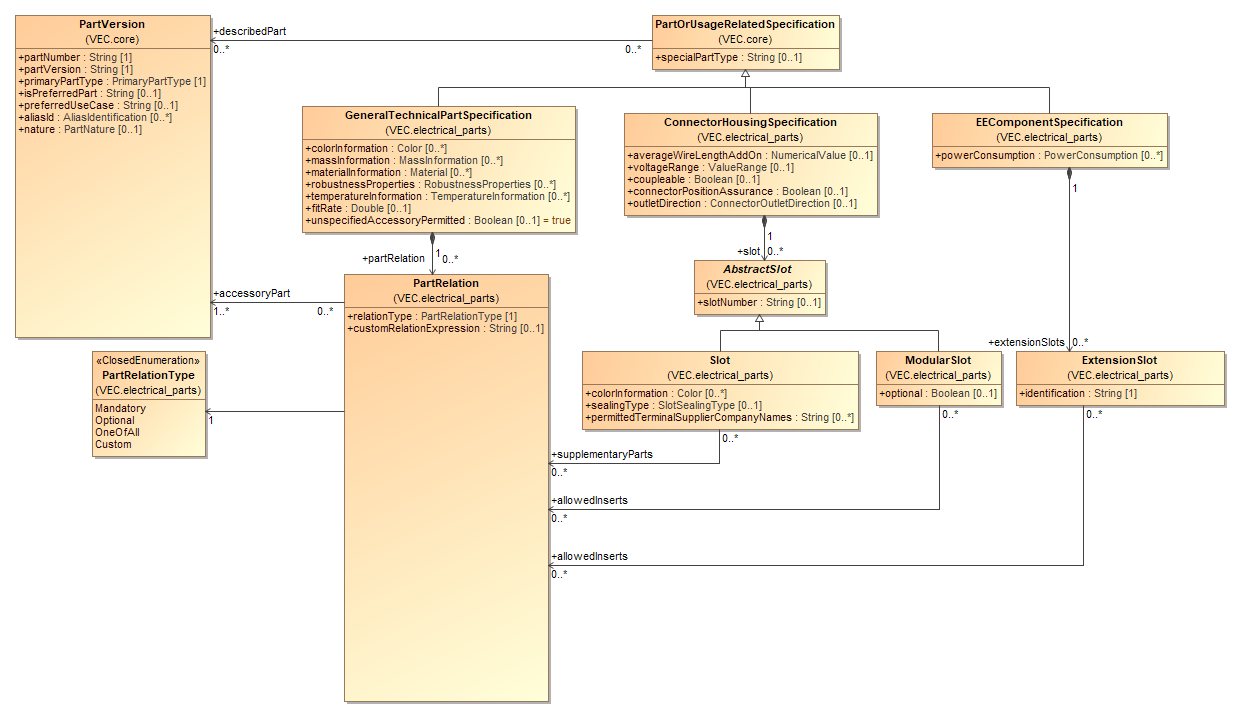 PartVersion
(VEC.core)
+partNumber : String [1]
+partVersion : String [1]
+primaryPartType : PrimaryPartType [1]
+isPreferredPart : String [0..1]
+preferredUseCase : String [0..1]
+aliasId : AliasIdentification [0..*]
+nature : PartNature [0..1]
+describedPart
0..*
0..*
PartOrUsageRelatedSpecification
(VEC.core)
+specialPartType : String [0..1]
GeneralTechnicalPartSpecification
(VEC.electrical_parts)
+colorInformation : Color [0..*]
+massInformation : MassInformation [0..*]
+materialInformation : Material [0..*]
+robustnessProperties : RobustnessProperties [0..*]
+temperatureInformation : TemperatureInformation [0..*]
+fitRate : Double [0..1]
+unspecifiedAccessoryPermitted : Boolean [0..1] = true
ConnectorHousingSpecification
(VEC.electrical_parts)
+averageWireLengthAddOn : NumericalValue [0..1]
+voltageRange : ValueRange [0..1]
+coupleable : Boolean [0..1]
+connectorPositionAssurance : Boolean [0..1]
+outletDirection : ConnectorOutletDirection [0..1]
EEComponentSpecification
(VEC.electrical_parts)
+powerConsumption : PowerConsumption [0..*]
1
+partRelation
0..*
1
+slot
0..*
1
+extensionSlots
0..*
AbstractSlot
(VEC.electrical_parts)
+slotNumber : String [0..1]
PartRelation
(VEC.electrical_parts)
+relationType : PartRelationType [1]
+customRelationExpression : String [0..1]
+accessoryPart
1..*
0..*
«ClosedEnumeration»
PartRelationType
(VEC.electrical_parts)
Mandatory
Optional
OneOfAll
Custom
1
Slot
(VEC.electrical_parts)
+colorInformation : Color [0..*]
+sealingType : SlotSealingType [0..1]
+permittedTerminalSupplierCompanyNames : String [0..*]
ModularSlot
(VEC.electrical_parts)
+optional : Boolean [0..1]
ExtensionSlot
(VEC.electrical_parts)
+identification : String [1]
0..*
0..*
0..*
+supplementaryParts
0..*
+allowedInserts
0..*
+allowedInserts
0..*